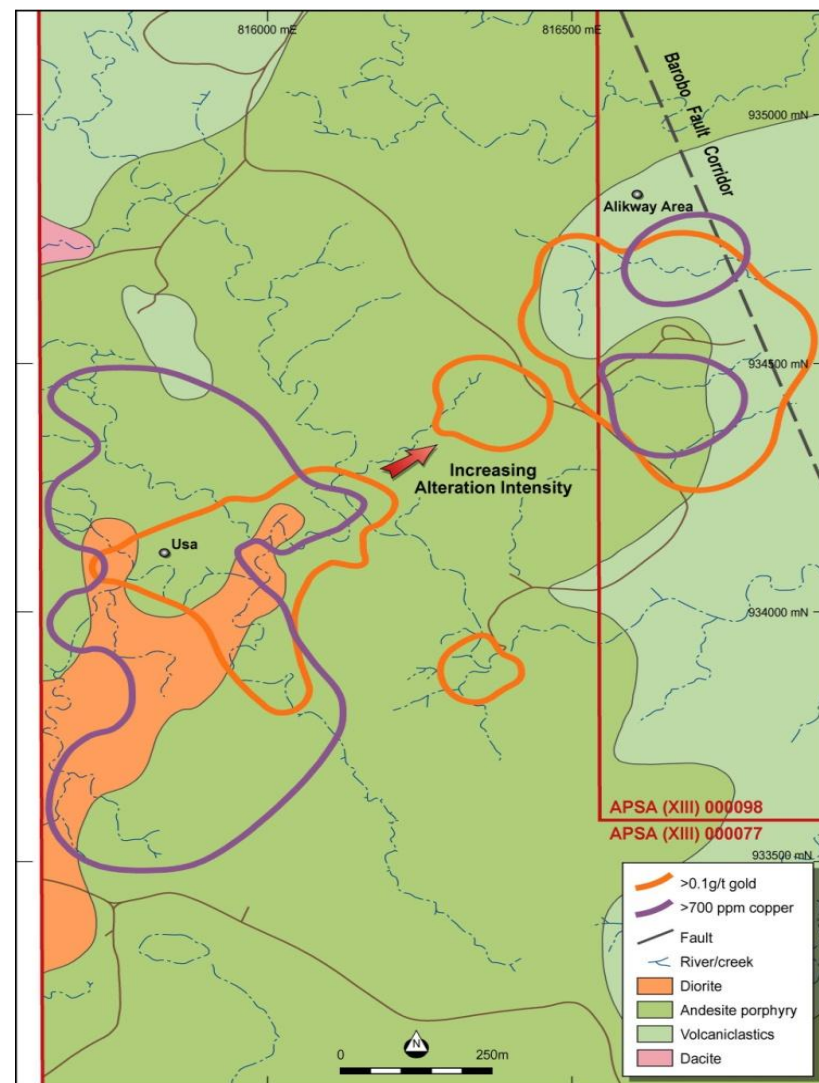 816000 mE
816500 mE
935000 mN
Barobo Fault Corridor
Alikway Area
934500 mN
Increasing
Alteration Intensity
Usa
934000 mN
APSA (XIII) 000098
APSA (XIII) 000077
933500 mN
>0.1g/t gold
>700 ppm copper
Fault
River/creek
Diorite
Andesite porphyry
Volcaniclastics
Dacite
N
0
250m